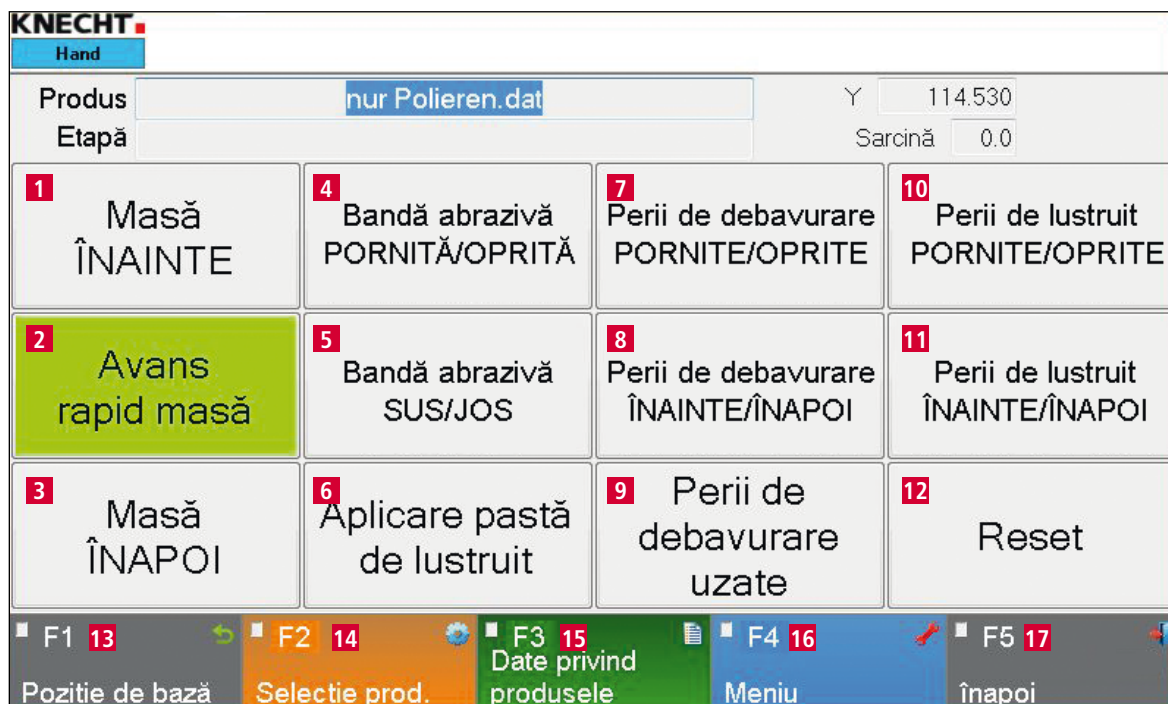 KNECHT
Hand
Produs nur Polieren.dat Y 114.530
Etapă Sarcină 0.0
1 Masă
ÎNAINTE
4 Bandă abrazivă
PORNITĂ/OPRITĂ
7 Perii de debavurare
PORNITE/OPRITE
10 Perii de lustruit
PORNITE/OPRITE
2 Avans
rapid masă
5 Bandă abrazivă
SUS/JOS
8 Perii de debavurare
ÎNAINTE/ÎNAPOI
11 Perii de lustruit
ÎNAINTE/ÎNAPOI
3 Masă
ÎNAPOI
6 Aplicare pastă
de lustruit
9 Perii de
debavurare
uzate
12 Reset
F1 13
Poziție de bază
F2 14
Selecție prod.
F3 15
Date privind
produsele
F4 16
Meniu
F5 17
înapoi